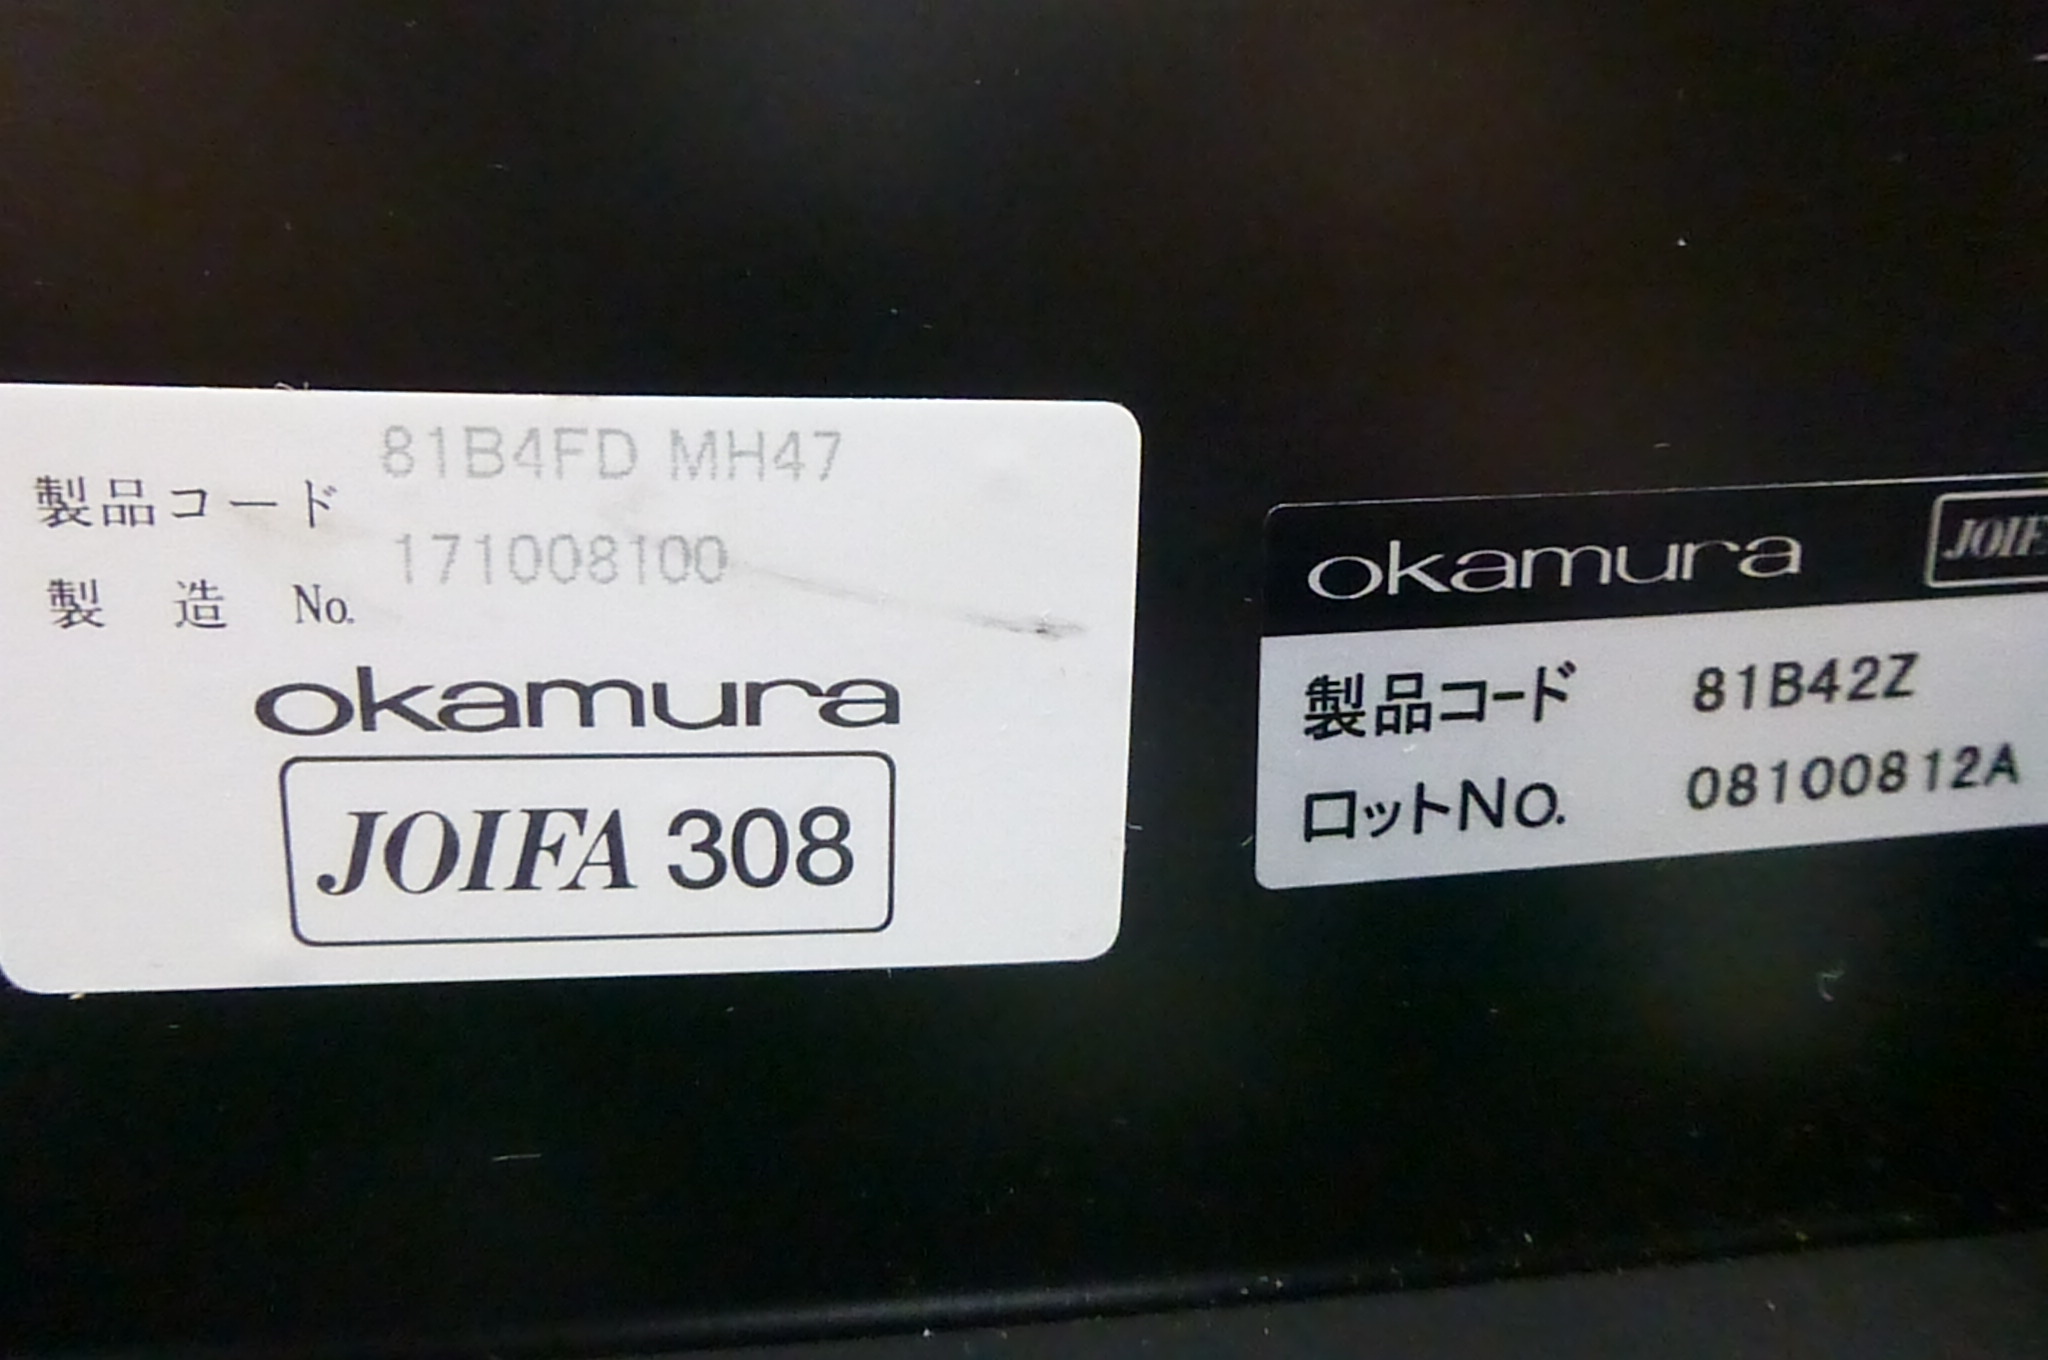 製品コード 81B4FD MH47
製 造 No. 171008100
okamura
JOIFA 308
okamura JOIF
製品コード 81B42Z
ロットNo. 08100812A